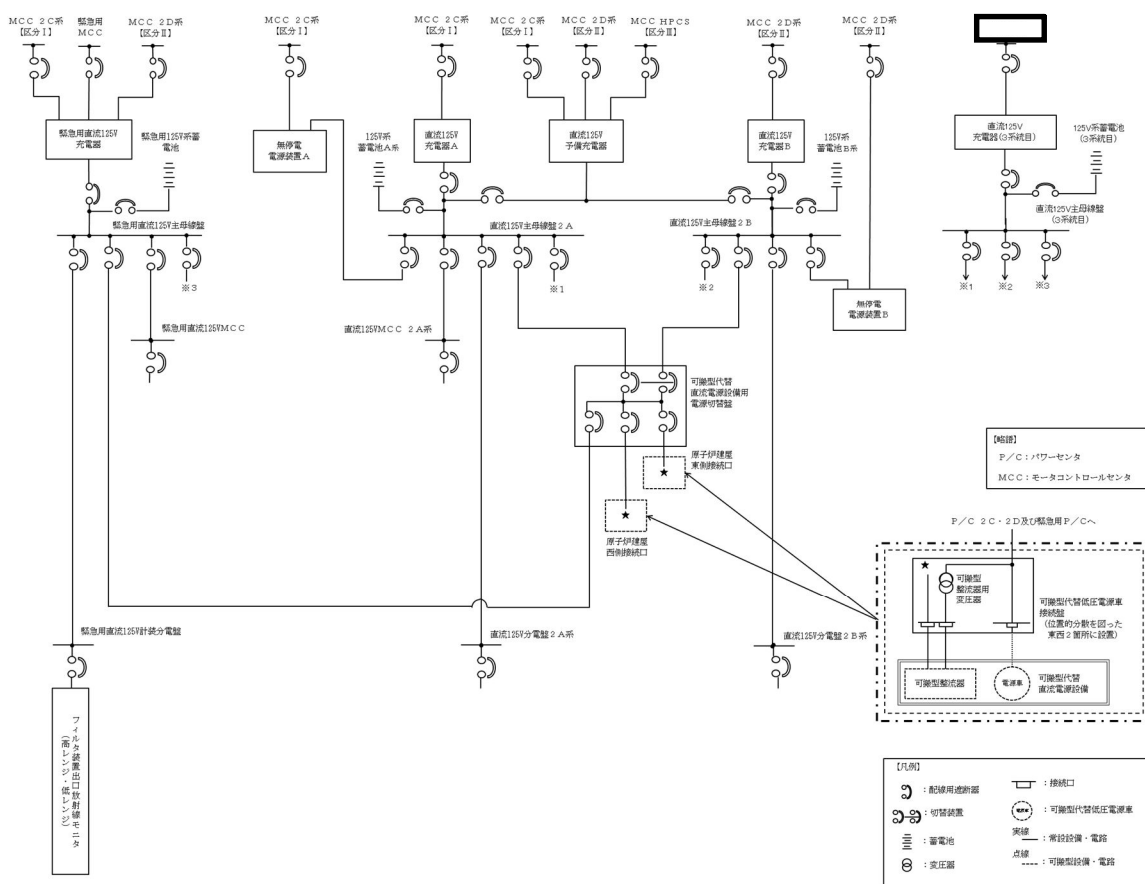 MCC 2C系
【区分Ⅰ】
緊急用
MCC
MCC 2D系
【区分Ⅱ】
MCC 2C系
【区分Ⅰ】
MCC 2C系
【区分Ⅰ】
MCC 2C系
【区分Ⅰ】
MCC 2D系
【区分Ⅱ】
MCC HPCS
【区分Ⅲ】
MCC 2D系
【区分Ⅱ】
MCC 2D系
【区分Ⅱ】
緊急用直流125V
充電器
緊急用125V系蓄
電池
無停電
電源装置A
125V系
蓄電池A系
直流125V
充電器A
直流125V
予備充電器
直流125V
充電器B
125V系
蓄電池B系
直流125V
充電器(3系統目)
125V系蓄電池
(3系統目)
緊急用直流125V主母線盤
直流125V主母線盤2A
直流125V主母線盤2B
直流125V主母線盤
(3系統目)
※3
※1
※2
※1
※2
※3
無停電
電源装置B
緊急用直流125VMCC
直流125VMCC 2A系
可搬型代替
直流電源設備用
電源切替盤
原子炉建屋
東側接続口
★
★
原子炉建屋
西側接続口
【略語】
P/C:パワーセンタ
MCC:モータコントロールセンタ
P/C 2C・2D及び緊急用P/Cへ
★
可搬型
整流器用
変圧器
可搬型代替低圧電源車
接続盤
(位置的分散を図った
東西2箇所に設置)
可搬型整流器
電源車
可搬型代替
直流電源設備
緊急用直流125V計装分電盤
直流125V分電盤2A系
直流125V分電盤2B系
フィルタ装置出口放射線モニタ
(高レンジ・低レンジ)
【凡例】
:配線用遮断器
:接続口
:切替装置
電源車
:可搬型代替低圧電源車
:蓄電池
実線
:常設設備・電路
:変圧器
点線
:可搬型設備・電路